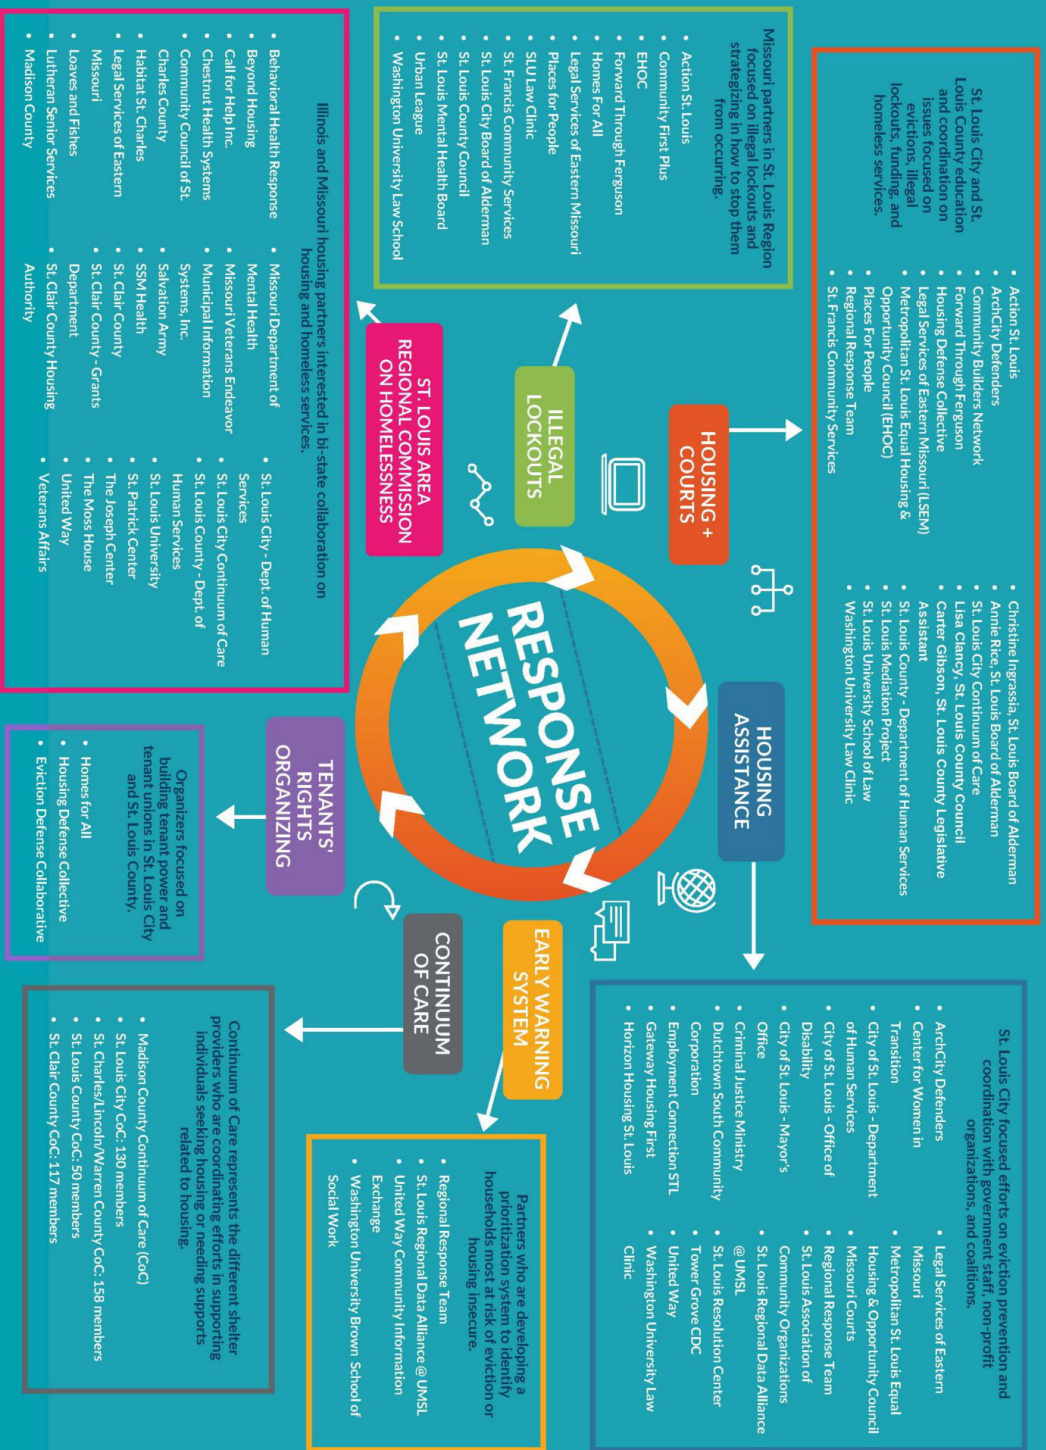 St. Louis City and St.
Louis County education
and coordination on
issues focused on
evictions, illegal
lockouts, funding, and
homeless services.
• Action St. Louis
• ArchCity Defenders
• Community Builders Network
• Forward Through Ferguson
• Housing Defense Collective
• Legal Services of Eastern Missouri (LSEM)
• Metropolitan St. Louis Equal Housing &
Opportunity Council (EHOC)
• Places For People
• Regional Response Team
• St. Francis Community Services
• Christine Ingrassia, St. Louis Board of Alderman
• Annie Rice, St. Louis Board of Alderman
• St. Louis City Continuum of Care
• Lisa Clancy, St. Louis County Council
• Carter Gibson, St. Louis County Legislative
Assistant
• St. Louis County - Department of Human Services
• St. Louis Mediation Project
• St. Louis University School of Law
• Washington University Law Clinic
St. Louis City focused efforts on eviction prevention and
coordination with government staff, non-profit
organizations, and coalitions.
• ArchCity Defenders
• Center for Women in
Transition
• City of St. Louis - Department
of Human Services
• City of St. Louis - Office of
Disability
• City of St. Louis - Mayor's
Office
• Criminal Justice Ministry
• Dutchtown South Community
Corporation
• Employment Connection STL
• Gateway Housing First
• Horizon Housing St. Louis
• Legal Services of Eastern
Missouri
• Metropolitan St. Louis Equal
Housing & Opportunity Council
• Missouri Courts
• Regional Response Team
• St. Louis Association of
Community Organizations
• St. Louis Regional Data Alliance
@ UMSL
• St. Louis Resolution Center
• Tower Grove CDC
• United Way
• Washington University Law
Clinic
Missouri partners in St. Louis Region
focused on illegal lockouts and
strategizing in how to stop them
from occurring.
• Action St. Louis
• Community First Plus
• EHOC
• Forward Through Ferguson
• Homes For All
• Legal Services of Eastern Missouri
• Places for People
• SLU Law Clinic
• St. Francis Community Services
• St. Louis City Board of Alderman
• St. Louis County Council
• St. Louis Mental Health Board
• Urban League
• Washington University Law School
HOUSING +
COURTS
HOUSING
ASSISTANCE
ILLEGAL
LOCKOUTS
RESPONSE
NETWORK
EARLY WARNING
SYSTEM
ST. LOUIS AREA
REGIONAL COMMISSION
ON HOMELESSNESS
CONTINUUM
OF CARE
TENANTS'
RIGHTS
ORGANIZING
Partners who are developing a
prioritization system to identify
households most at risk of eviction or
housing insecure.
• Regional Response Team
• St. Louis Regional Data Alliance @ UMSL
• United Way Community Information
Exchange
• Washington University Brown School of
Social Work
Illinois and Missouri housing partners interested in bi-state collaboration on
housing and homeless services.
• Behavioral Health Response
• Beyond Housing
• Call for Help Inc.
• Chestnut Health Systems
• Community Council of St.
Charles County
• Habitat St. Charles
• Legal Services of Eastern
Missouri
• Loaves and Fishes
• Lutheran Senior Services
• Madison County
• Missouri Department of
Mental Health
• Missouri Veterans Endeavor
• Municipal Information
Systems, Inc.
• Salvation Army
• SSM Health
• St. Clair County
• St. Clair County - Grants
Department
• St. Clair County Housing
Authority
• St. Louis City - Dept. of Human
Services
• St. Louis City Continuum of Care
• St. Louis County - Dept. of
Human Services
• St. Louis University
• St. Patrick Center
• The Joseph Center
• The Moss House
• United Way
• Veterans Affairs
Organizers focused on
building tenant power and
tenant unions in St. Louis City
and St. Louis County.
• Homes for All
• Housing Defense Collective
• Eviction Defense Collaborative
Continuum of Care represents the different shelter
providers who are coordinating efforts in supporting
individuals seeking housing or needing supports
related to housing.
• Madison County Continuum of Care (CoC)
• St. Louis City CoC: 130 members
• St. Charles/Lincoln/Warren County CoC: 158 members
• St. Louis County CoC: 50 members
• St. Clair County CoC: 117 members